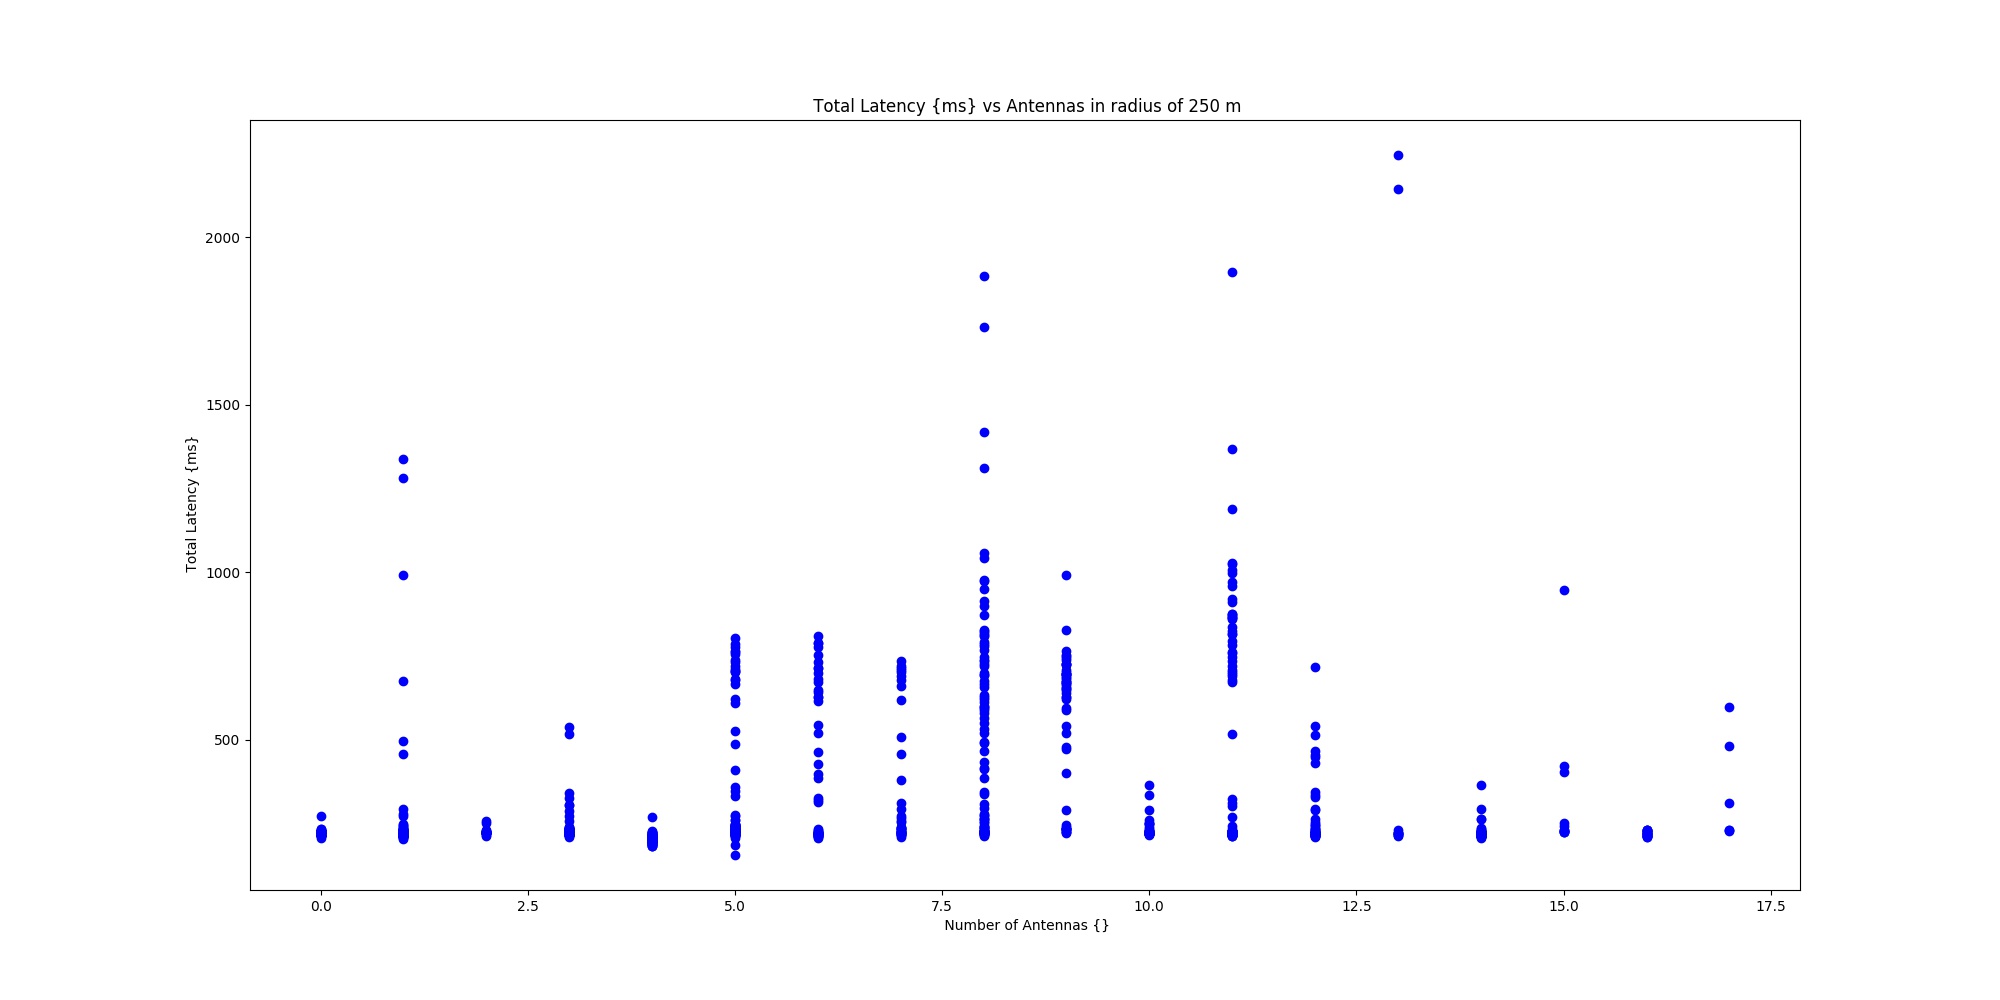 Total Latency {ms} vs Antennas in radius of 250 m
Total Latency {ms}
2000
1500
1000
500
0.0 2.5 5.0 7.5 10.0 12.5 15.0 17.5
Number of Antennas {}